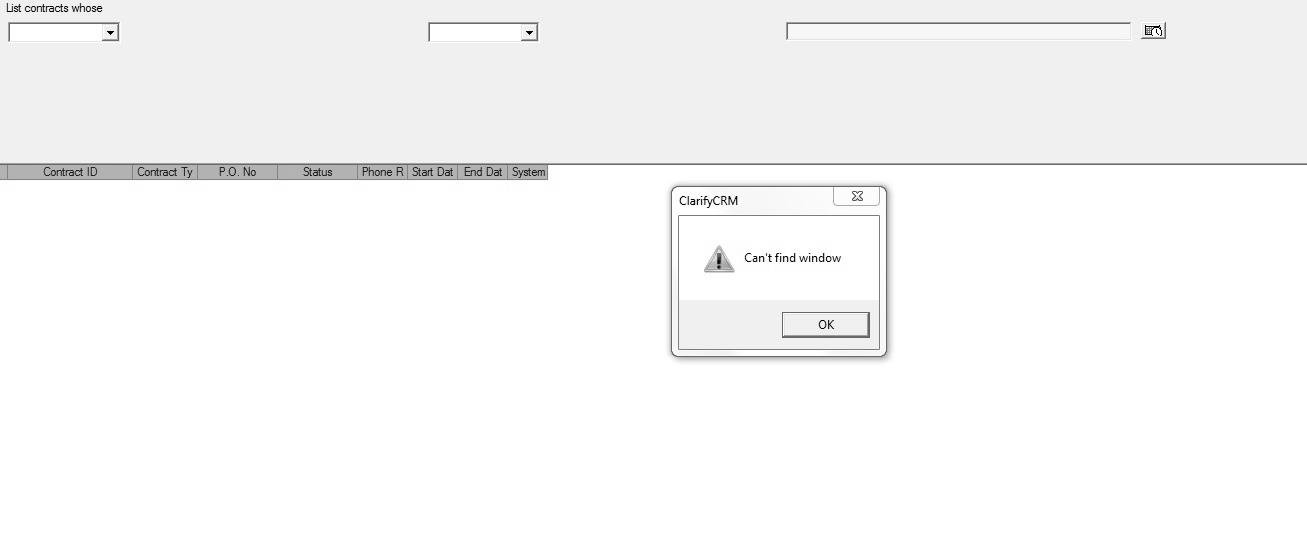 List contracts whose
Contract ID Contract Ty P.O. No Status Phone R Start Dat End Dat System
ClarifyCRM
Can't find window
OK